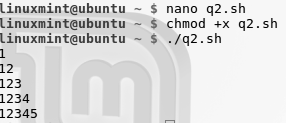 linuxmint@ubuntu ~ $ nano q2.sh
linuxmint@ubuntu ~ $ chmod +x q2.sh
linuxmint@ubuntu ~ $ ./q2.sh
1
12
123
1234
12345